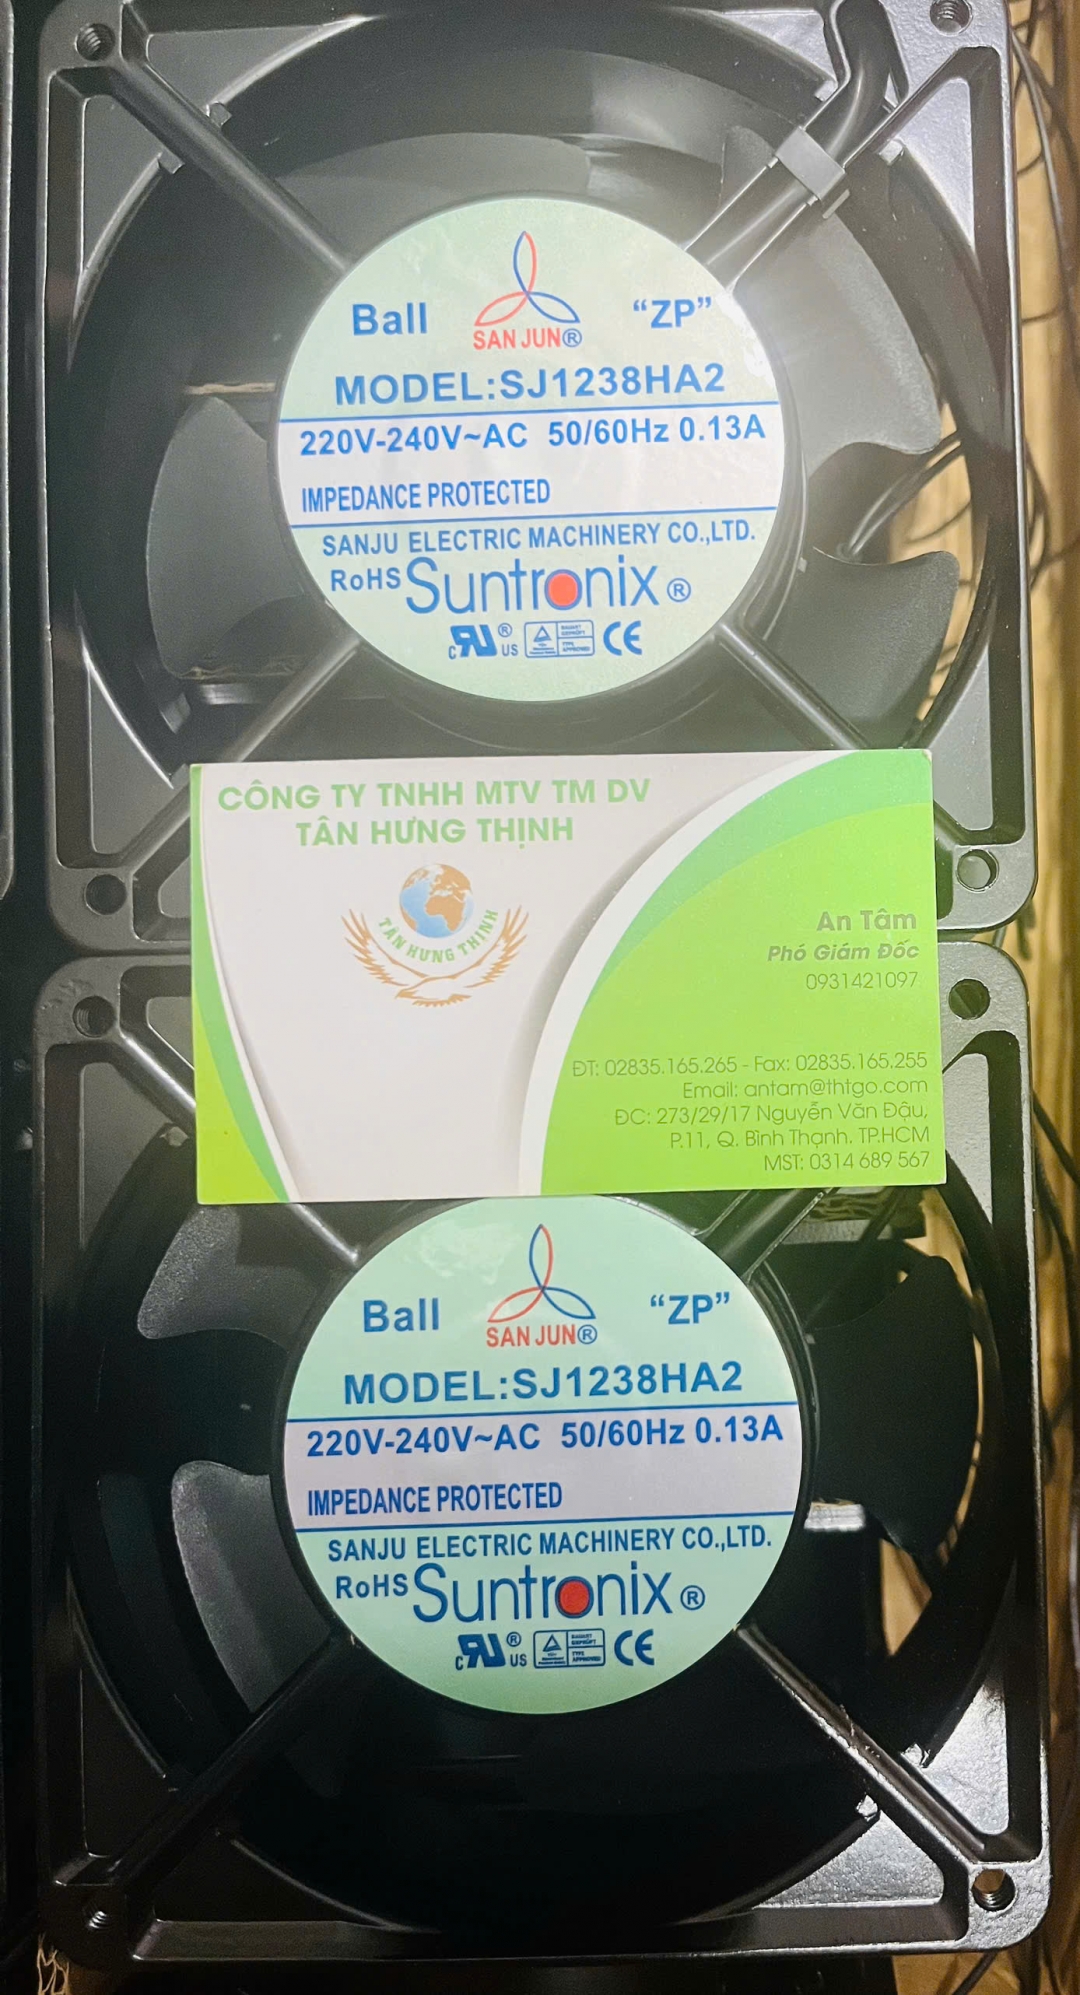 Ball
"ZP"
SAN JUN®
MODEL:SJ1238HA2
220V-240V~AC 50/60Hz 0.13A
IMPEDANCE PROTECTED
SANJU ELECTRIC MACHINERY CO.,LTD.
RoHS Suntronix®
c RU ® US
CE
CÔNG TY TNHH MTV TM DV
TÂN HƯNG THỊNH
TÂN HƯNG THỊNH
An Tâm
Phó Giám Đốc
0931421097
ĐT: 02835.165.265 - Fax: 02835.165.255
Email: antam@thtgo.com
ĐC: 273/29/17 Nguyễn Văn Đậu,
P.11, Q. Bình Thạnh. TP.HCM
MST: 0314 689 567
Ball
"ZP"
SAN JUN®
MODEL:SJ1238HA2
220V-240V~AC 50/60Hz 0.13A
IMPEDANCE PROTECTED
SANJU ELECTRIC MACHINERY CO.,LTD.
RoHS Suntronix®
c RU ® US
CE